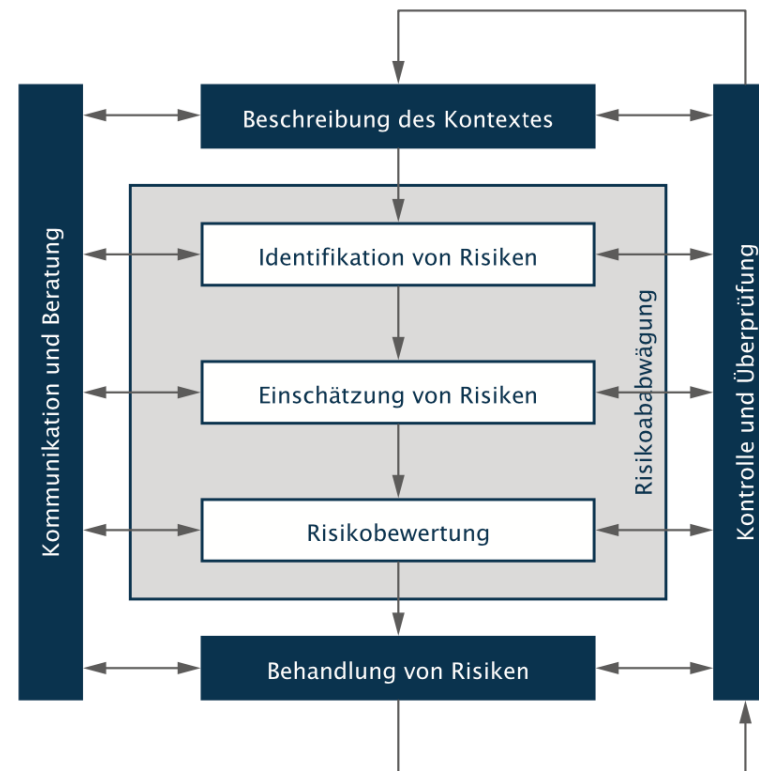 Beschreibung des Kontextes
Kommunikation und Beratung
Identifikation von Risiken
Einschätzung von Risiken
Risikobewertung
Risikoababwägung
Kontrolle und Überprüfung
Behandlung von Risiken